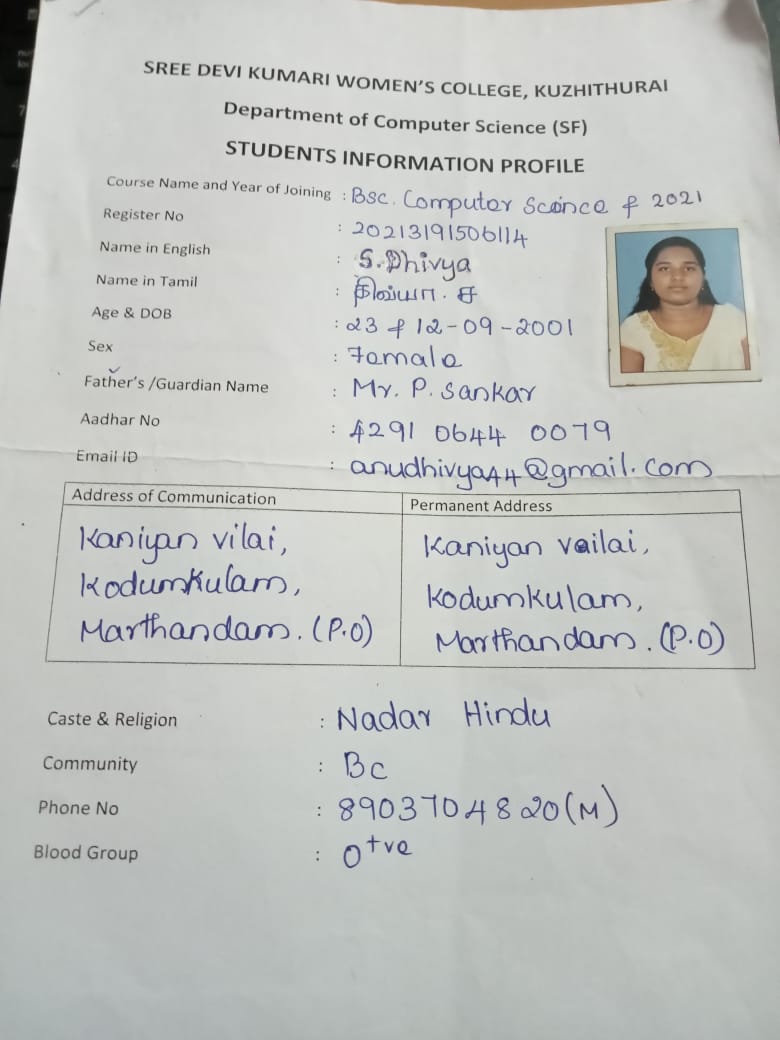 SREE DEVI KUMARI WOMEN'S COLLEGE, KUZHITHURAI
Department of Computer Science (SF)
STUDENTS INFORMATION PROFILE
Course Name and Year of Joining : Bsc. Computer Scince & 2021
Register No : 20213191506114
Name in English : S. Dhivya
Name in Tamil : திவ்யா. ச
Age & DOB : 23 & 12-09-2001
Sex : Female
Father's /Guardian Name : Mr. P. Sankar
Aadhar No : 4291 0644 0079
Email ID : anudhivya44@gmail.com
Address of Communication Permanent Address
Kaniyan vilai, Kaniyan vailai,
Kodumkulam, Kodumkulam,
Marthandam. (P.O) Marthandam. (P.O)
Caste & Religion : Nadar Hindu
Community : Bc
Phone No : 8903704820(M)
Blood Group : O+ve